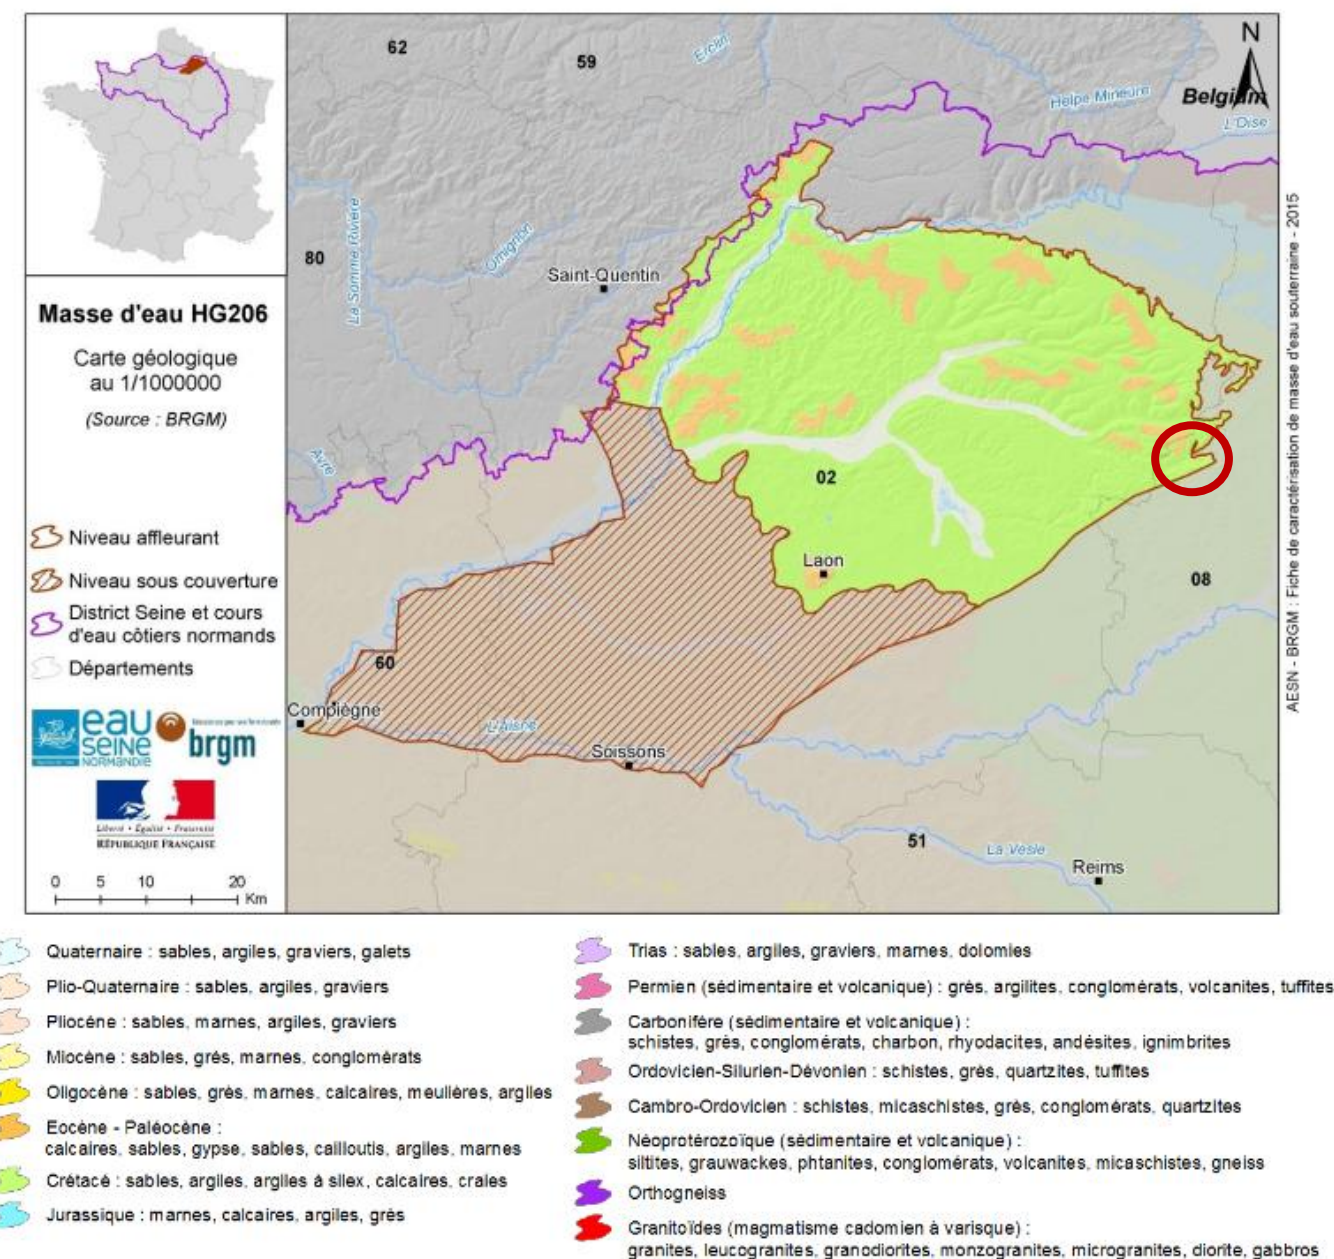 62
59
Erclin
N
Helpe Mineure
Belgium
L'Oise
80
La Somme Rivière
Omignon
Saint-Quentin
Masse d'eau HG206
Carte géologique
au 1/1000000
(Source : BRGM)
Avre
02
Laon
08
Niveau affleurant
Niveau sous couverture
District Seine et cours
d'eau côtiers normands
Départements
60
Compiègne
L'Aisne
Soissons
eau
SEINE
NORMANDIE
brgm
Liberté • Égalité • Fraternité
RÉPUBLIQUE FRANÇAISE
51
La Vesle
Reims
0 5 10 20
Km
AESN - BRGM : Fiche de caractérisation de masse d'eau souterraine - 2015
Quaternaire : sables, argiles, graviers, galets
Plio-Quaternaire : sables, argiles, graviers
Pliocène : sables, marnes, argiles, graviers
Miocène : sables, grés, marnes, conglomérats
Oligocène : sables, grès, marnes, calcaires, meulières, argiles
Eocène - Paléocène :
calcaires, sables, gypse, sables, cailloutis, argiles, marnes
Crétacé : sables, argiles, argiles à silex, calcaires, craies
Jurassique : marnes, calcaires, argiles, grès
Trias : sables, argiles, graviers, marnes, dolomies
Permien (sédimentaire et volcanique) : grès, argilites, conglomérats, volcanites, tuffites
Carbonifère (sédimentaire et volcanique) :
schistes, grès, conglomérats, charbon, rhyodacites, andésites, ignimbrites
Ordovicien-Silurien-Dévonien : schistes, grès, quartzites, tuffites
Cambro-Ordovicien : schistes, micaschistes, grès, conglomérats, quartzites
Néoprotérozoïque (sédimentaire et volcanique) :
siltites, grauwackes, phtanites, conglomérats, volcanites, micaschistes, gneiss
Orthogneiss
Granitoïdes (magmatisme cadomien à varisque) :
granites, leucogranites, granodiorites, monzogranites, microgranites, diorite, gabbros